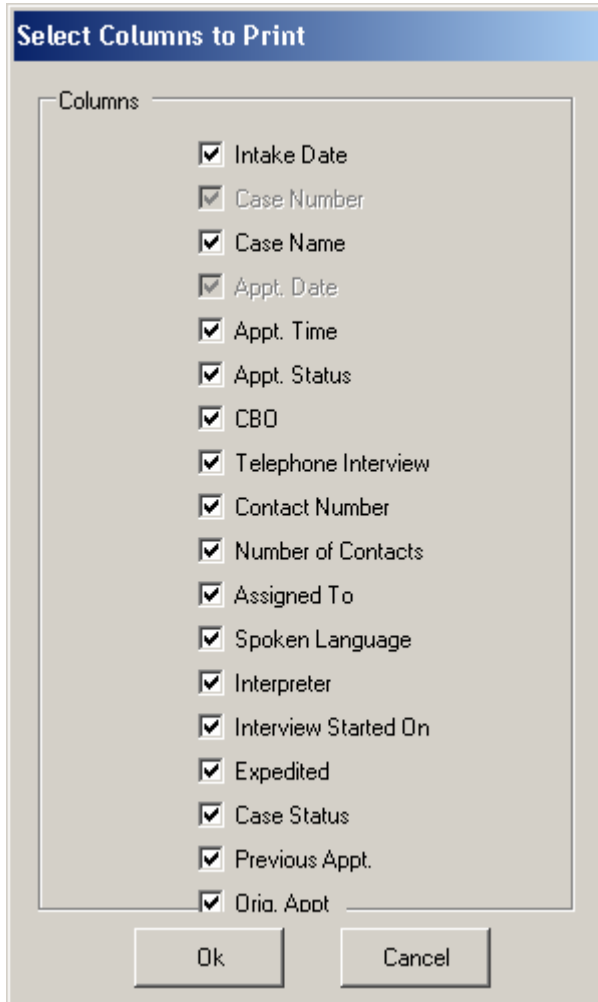 Select Columns to Print
Columns
Intake Date
Case Number
Case Name
Appt. Date
Appt. Time
Appt. Status
CBO
Telephone Interview
Contact Number
Number of Contacts
Assigned To
Spoken Language
Interpreter
Interview Started On
Expedited
Case Status
Previous Appt.
Orig. Appt
Ok Cancel